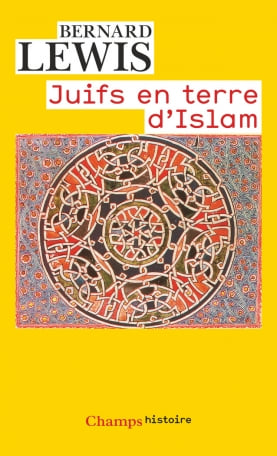 BERNARD
LEWIS
Juifs en terre
d'Islam
Champs histoire